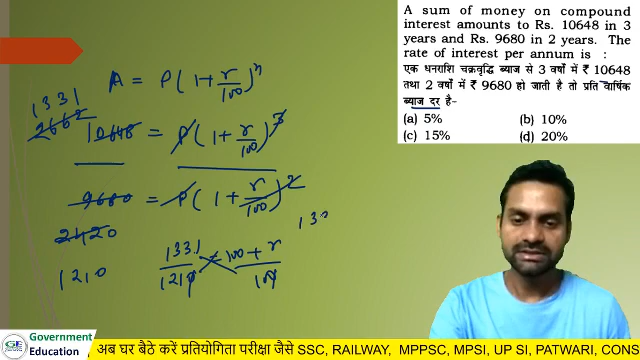 A sum of money on compound
interest amounts to Rs. 10648 in 3
years and Rs. 9680 in 2 years. The
rate of interest per annum is :
एक धनराशि चक्रवृद्धि ब्याज से 3 वर्षों में ₹ 10648
तथा 2 वर्षों में ₹ 9680 हो जाती है तो प्रति वार्षिक
ब्याज दर है-
(a) 5% (b) 10%
(c) 15% (d) 20%
A = P(1 + r/100)^n
1331
2662 10648 = P(1 + r/100)^3
9680 = P(1 + r/100)^2
2420
130
1331/1210 = 100 + r/100
1210
Government
Education
अब घर बैठे करें प्रतियोगिता परीक्षा जैसे SSC, RAILWAY, MPPSC, MPSI, UP SI, PATWARI, CONS